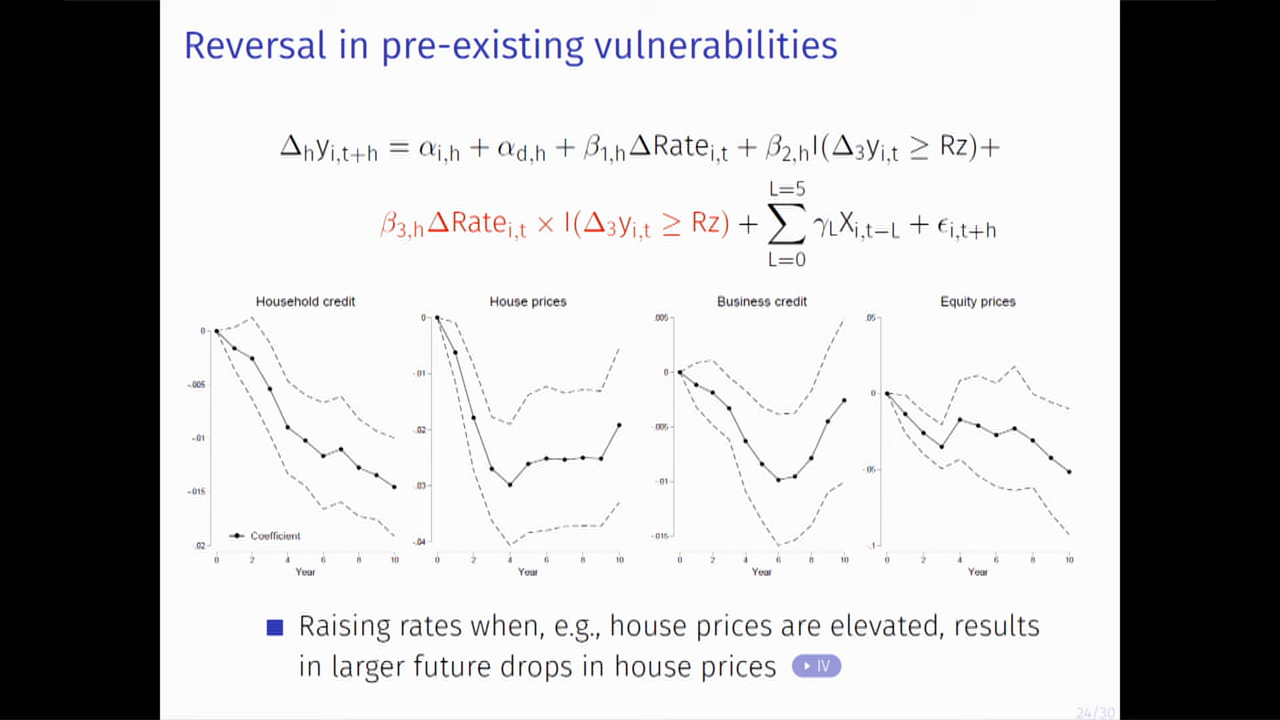 Reversal in pre-existing vulnerabilities
Δₕyᵢ,ₜ₊ₕ = αᵢ,ₕ + α_d,ₕ + β₁,ₕΔRateᵢ,ₜ + β₂,ₕI(Δ₃yᵢ,ₜ ≥ Rz)+
β₃,ₕΔRateᵢ,ₜ × I(Δ₃yᵢ,ₜ ≥ Rz) + ∑_{L=0}^{L=5} γ_L X_{i,t−L} + ϵᵢ,ₜ₊ₕ
Household credit
0
-.005
-.01
-.015
.02
Coefficient
0 2 4 6 8 10
Year
House prices
0
-.01
-.02
-.03
-.04
0 2 4 6 8 10
Year
Business credit
.005
0
-.005
-.01
-.015
0 2 4 6 8 10
Year
Equity prices
.05
0
-.05
-.1
0 2 4 6 8 10
Year
Raising rates when, e.g., house prices are elevated, results
in larger future drops in house prices IV
24/30